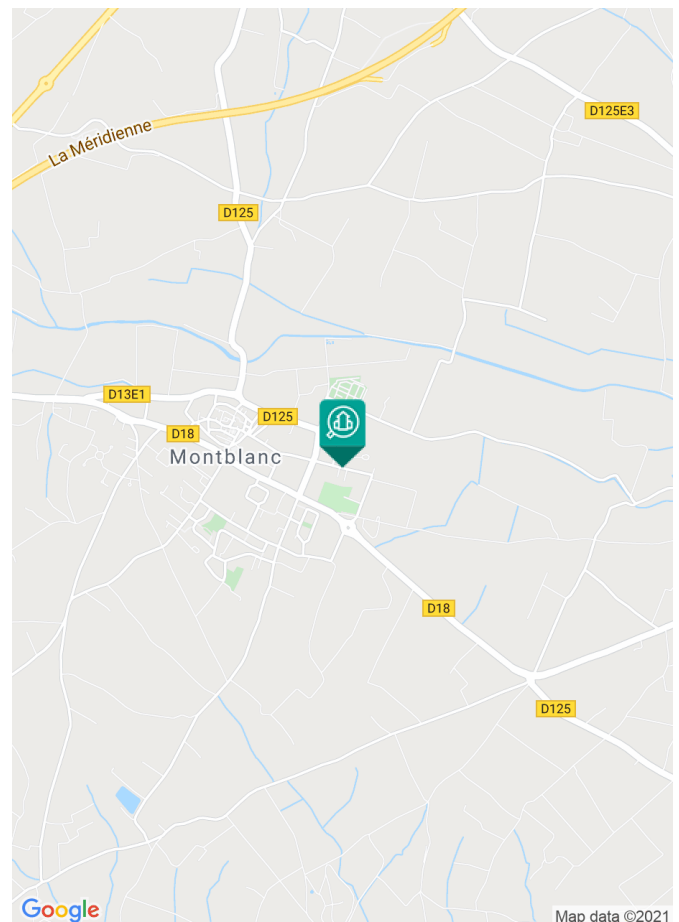 D125E3
La Méridienne
D125
D13E1
D125
D18
Montblanc
D18
D125
Google
Map data ©2021